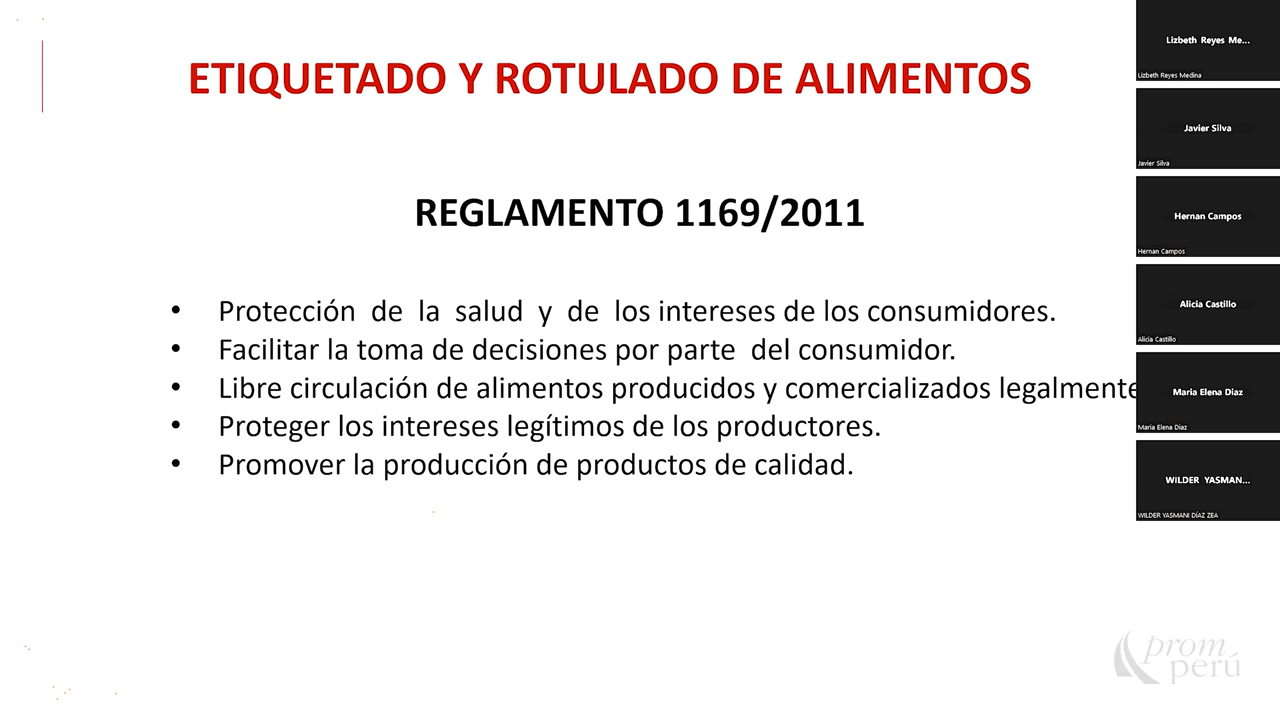 ETIQUETADO Y ROTULADO DE ALIMENTOS
REGLAMENTO 1169/2011
• Protección de la salud y de los intereses de los consumidores.
• Facilitar la toma de decisiones por parte del consumidor.
• Libre circulación de alimentos producidos y comercializados legalmente
• Proteger los intereses legítimos de los productores.
• Promover la producción de productos de calidad.
Lizbeth Reyes Me...
Lizbeth Reyes Medina
Javier Silva
Javier Silva
Hernan Campos
Hernan Campos
Alicia Castillo
Alicia Castillo
Maria Elena Diaz
Maria Elena Diaz
WILDER YASMAN...
WILDER YASMANI DÍAZ ZEA
prom
perú